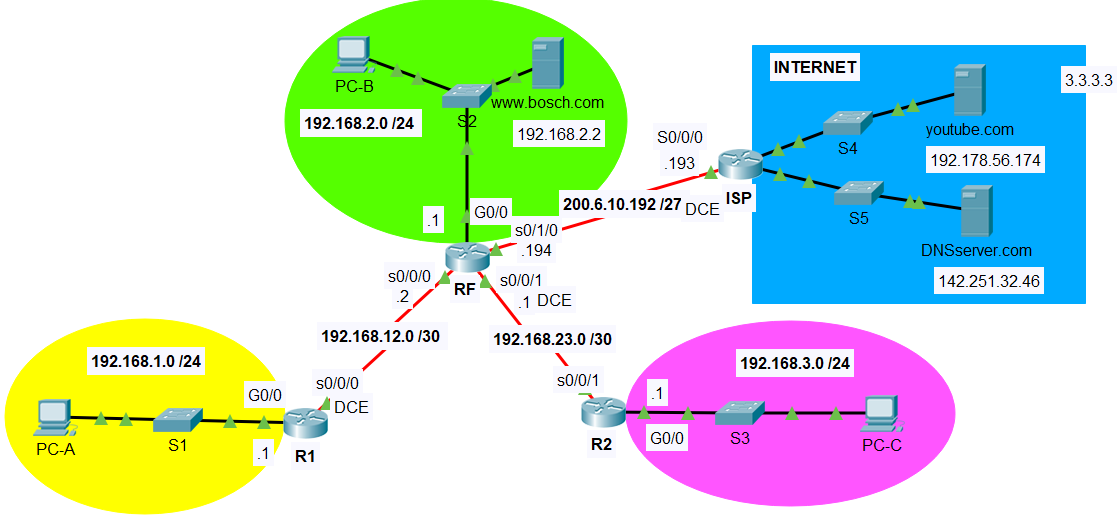 INTERNET
3.3.3.3
PC-B
www.bosch.com
S2
192.168.2.0 /24
192.168.2.2
youtube.com
S4
192.178.56.174
S0/0/0
.193
ISP
200.6.10.192 /27
DCE
S5
DNSserver.com
142.251.32.46
G0/0
.1
s0/1/0
.194
s0/0/0
.2
RF
s0/0/1
.1 DCE
192.168.12.0 /30
192.168.23.0 /30
192.168.1.0 /24
G0/0
s0/0/0
DCE
PC-A
S1
.1
R1
192.168.3.0 /24
s0/0/1
.1
R2
G0/0
S3
PC-C